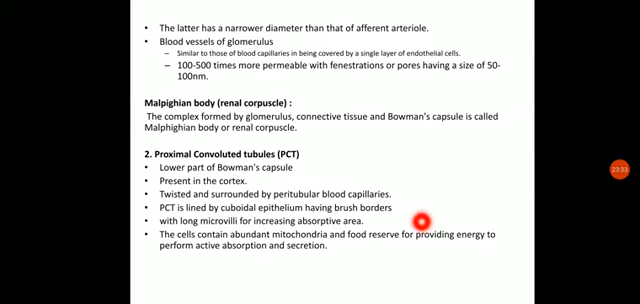 • The latter has a narrower diameter than that of afferent arteriole.
• Blood vessels of glomerulus
– Similar to those of blood capillaries in being covered by a single layer of endothelial cells.
– 100-500 times more permeable with fenestrations or pores having a size of 50-
100nm.
Malpighian body (renal corpuscle) :
The complex formed by glomerulus, connective tissue and Bowman's capsule is called
Malphighian body or renal corpuscle.
2. Proximal Convoluted tubules (PCT)
• Lower part of Bowman's capsule
• Present in the cortex.
• Twisted and surrounded by peritubular blood capillaries.
• PCT is lined by cuboidal epithelium having brush borders
• with long microvilli for increasing absorptive area.
• The cells contain abundant mitochondria and food reserve for providing energy to
perform active absorption and secretion.
23:33